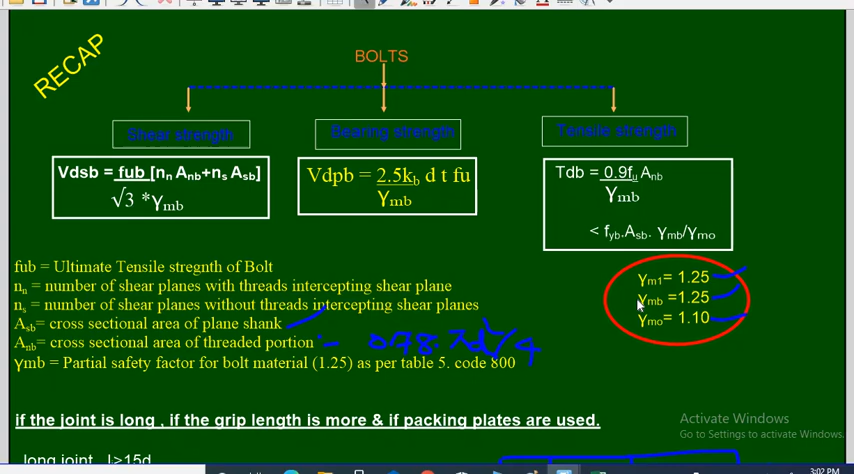 RECAP
BOLTS
Shear strength
Bearing strength
Tensile strength
Vdsb = fub [nn Anb+ns Asb]
√3 *γmb
Vdpb = 2.5kb d t fu
γmb
Tdb = 0.9fu Anb
γmb
< fyb.Asb. γmb/γmo
fub = Ultimate Tensile stregnth of Bolt
nn = number of shear planes with threads intercepting shear plane
ns = number of shear planes without threads intercepting shear planes
Asb= cross sectional area of plane shank
Anb= cross sectional area of threaded portion
γmb = Partial safety factor for bolt material (1.25) as per table 5. code 800
γm1= 1.25
γmb =1.25
γmo= 1.10
if the joint is long , if the grip length is more & if packing plates are used.
long joint l>15d
Activate Windows
Go to Settings to activate Windows.
3:02 PM